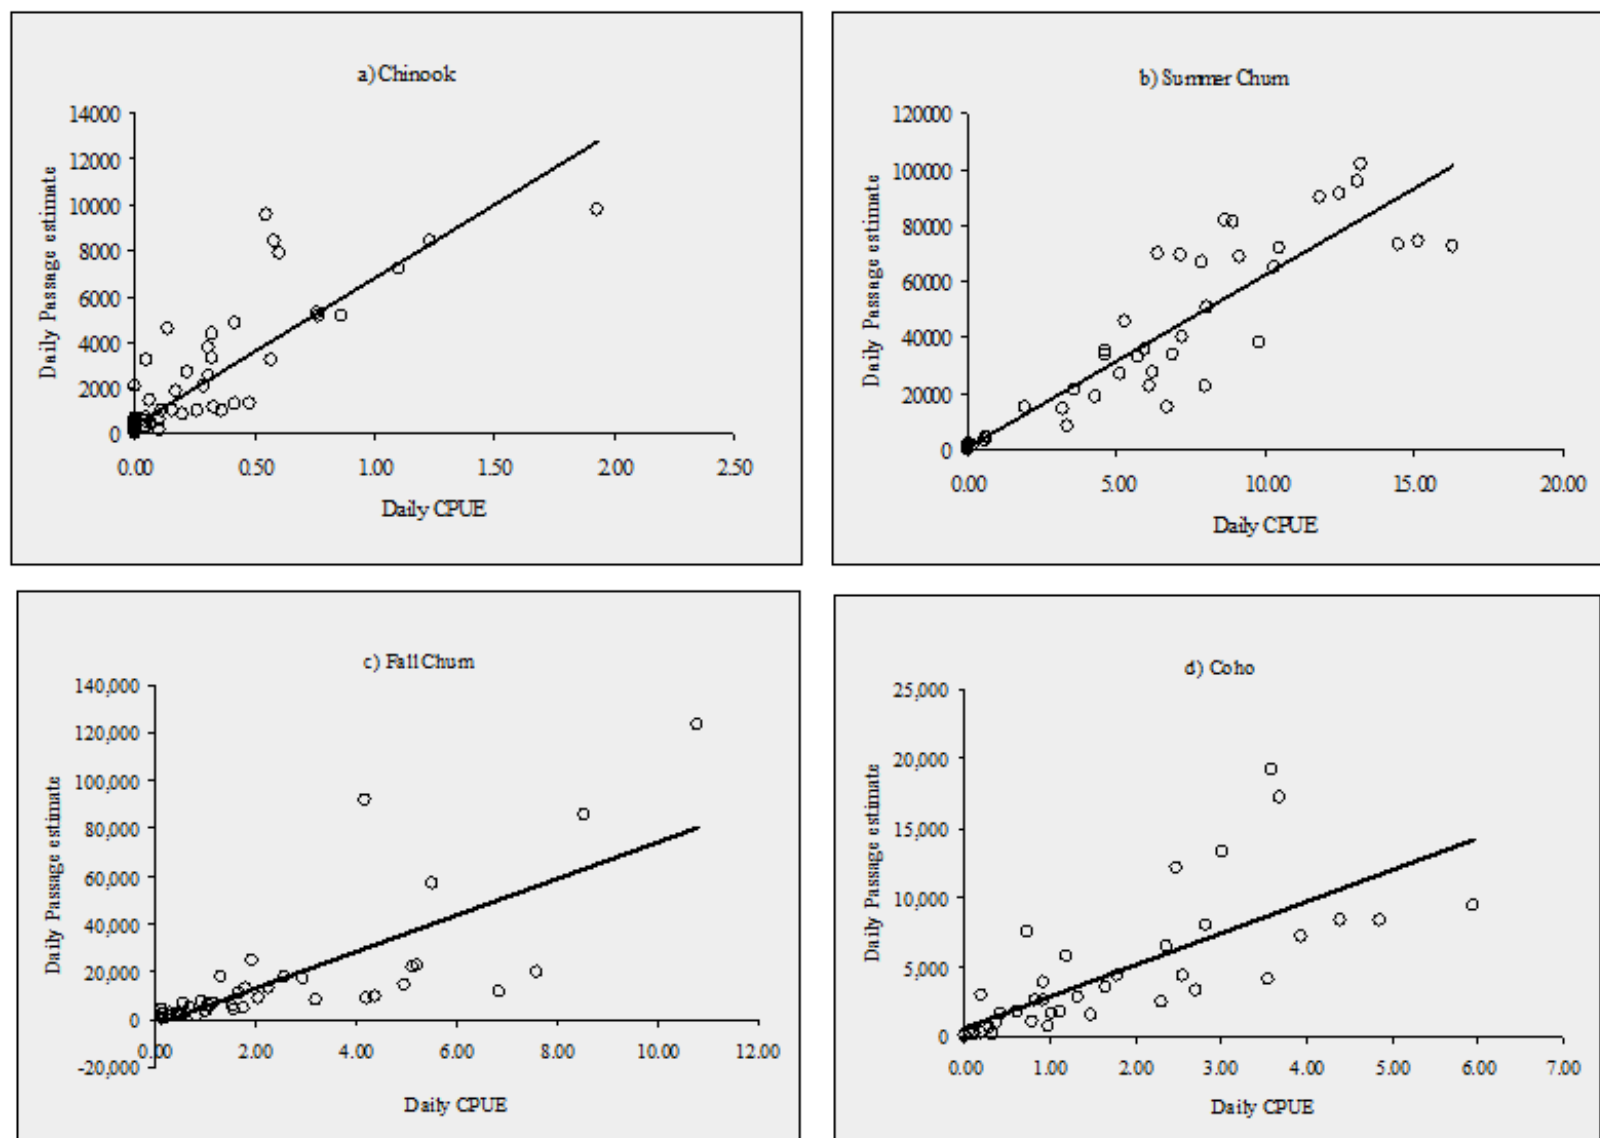 a) Chinook
14000
12000
10000
8000
6000
4000
2000
0
Daily Passage estimate
0.00 0.50 1.00 1.50 2.00 2.50
Daily CPUE
b) Summer Chum
120000
100000
80000
60000
40000
20000
0
Daily Passage estimate
0.00 5.00 10.00 15.00 20.00
Daily CPUE
c) Fall Chum
140,000
120,000
100,000
80,000
60,000
40,000
20,000
0
-20,000
Daily Passage estimate
0.00 2.00 4.00 6.00 8.00 10.00 12.00
Daily CPUE
d) Coho
25,000
20,000
15,000
10,000
5,000
0
Daily Passage estimate
0.00 1.00 2.00 3.00 4.00 5.00 6.00 7.00
Daily CPUE